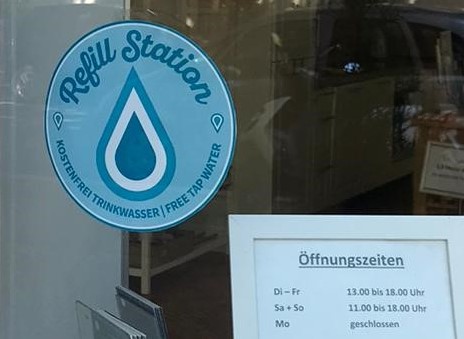 Refill Station
KOSTENFREI TRINKWASSER | FREE TAP WATER
Öffnungszeiten
Di – Fr 13.00 bis 18.00 Uhr
Sa + So 11.00 bis 18.00 Uhr
Mo geschlossen